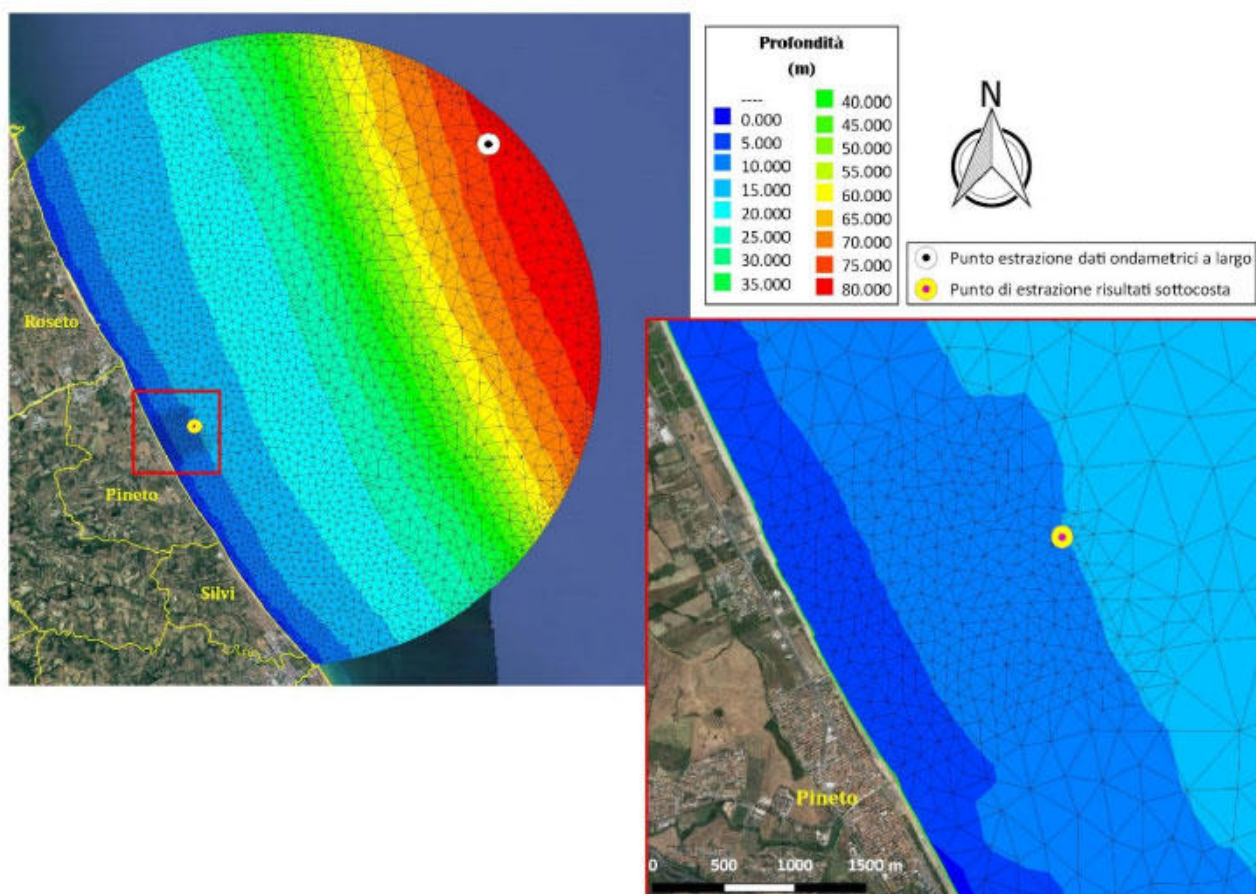 Profondità
(m)
----
0.000
5.000
10.000
15.000
20.000
25.000
30.000
35.000
40.000
45.000
50.000
55.000
60.000
65.000
70.000
75.000
80.000
N
Punto estrazione dati ondametrici a largo
Punto di estrazione risultati sottocosta
Roseto
Pineto
Silvi
Pineto
0 500 1000 1500 m